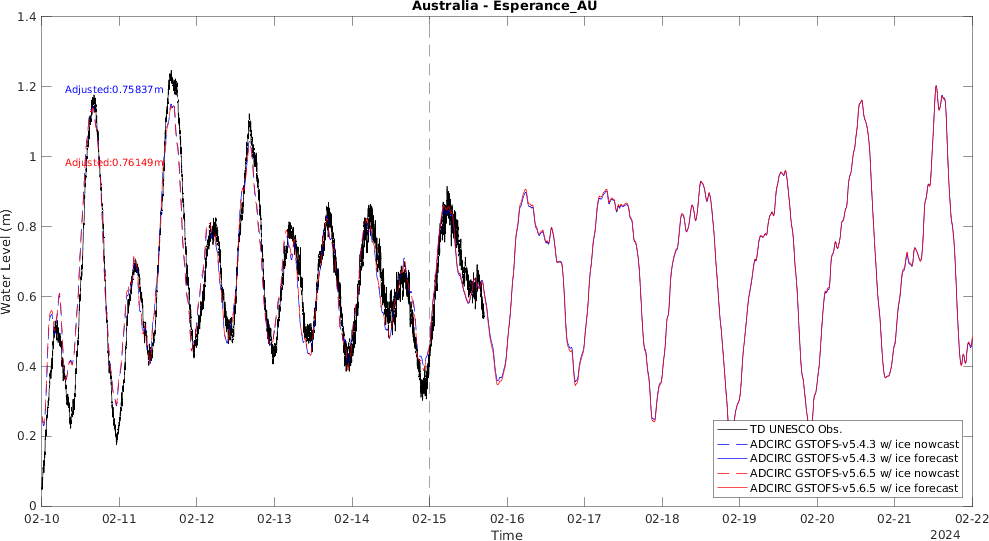 Australia - Esperance_AU
1.4
1.2
1
0.8
0.6
0.4
0.2
0
Water Level (m)
Adjusted:0.75837m
Adjusted:0.76149m
TD UNESCO Obs.
ADCIRC GSTOFS-v5.4.3 w/ ice nowcast
ADCIRC GSTOFS-v5.4.3 w/ ice forecast
ADCIRC GSTOFS-v5.6.5 w/ ice nowcast
ADCIRC GSTOFS-v5.6.5 w/ ice forecast
02-10 02-11 02-12 02-13 02-14 02-15 02-16 02-17 02-18 02-19 02-20 02-21 02-22
Time
2024